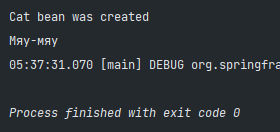 Cat bean was created
Мяу-мяу
05:37:31.070 [main] DEBUG org.springfra
Process finished with exit code 0